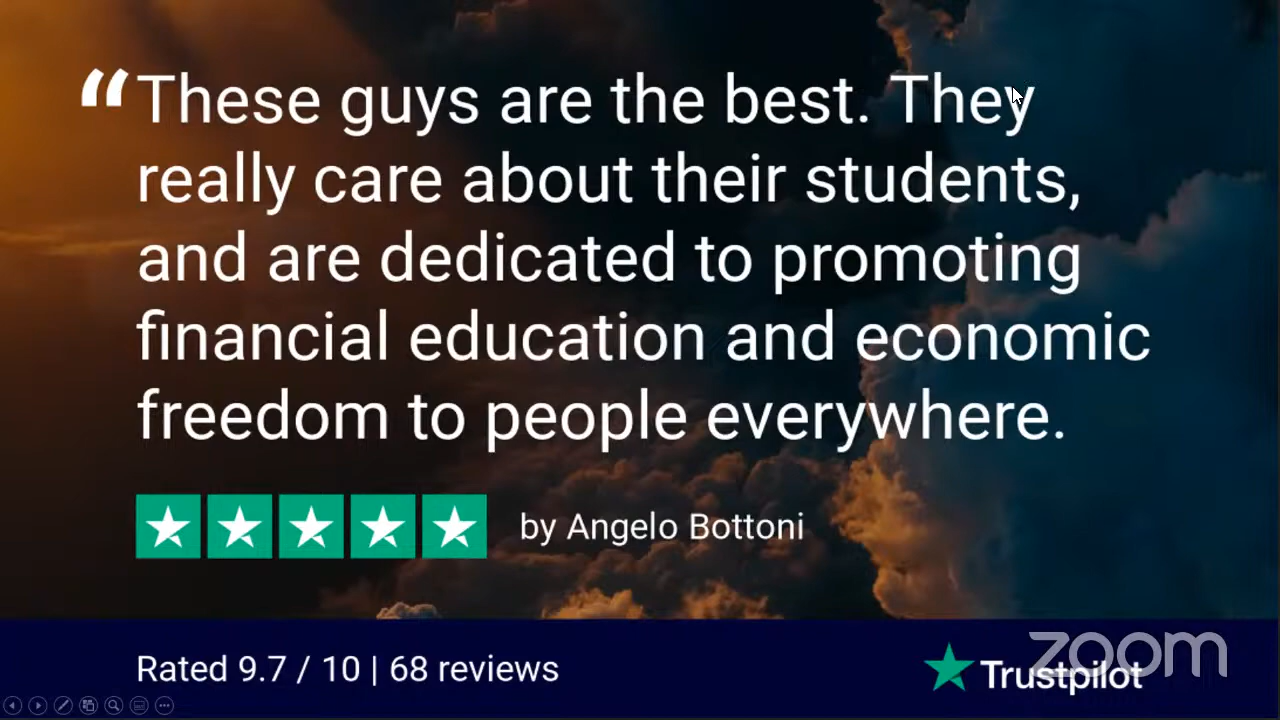 “These guys are the best. They
really care about their students,
and are dedicated to promoting
financial education and economic
freedom to people everywhere.
by Angelo Bottoni
Rated 9.7 / 10 | 68 reviews
Trustpilot
zoom